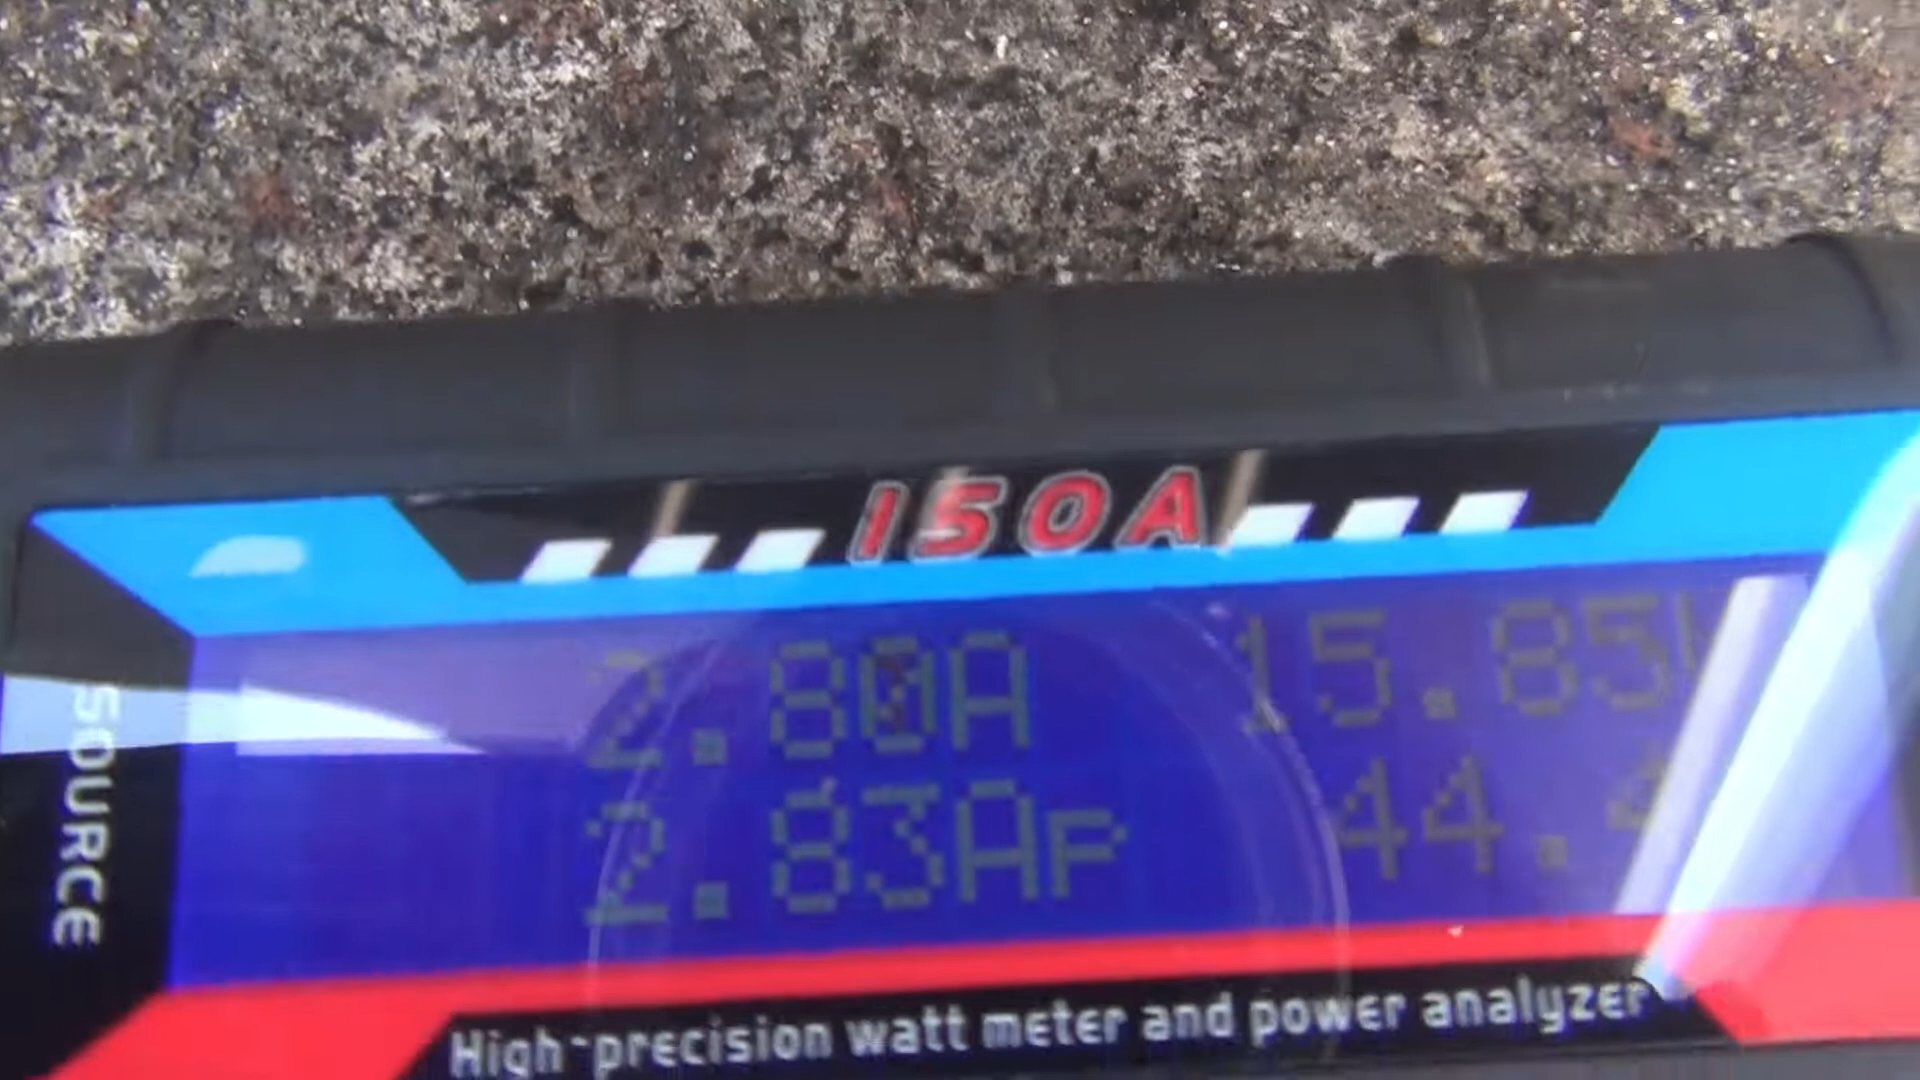 150A
2.80A 15.85V
2.83Ap 44.4
SOURCE
High-precision watt meter and power analyzer